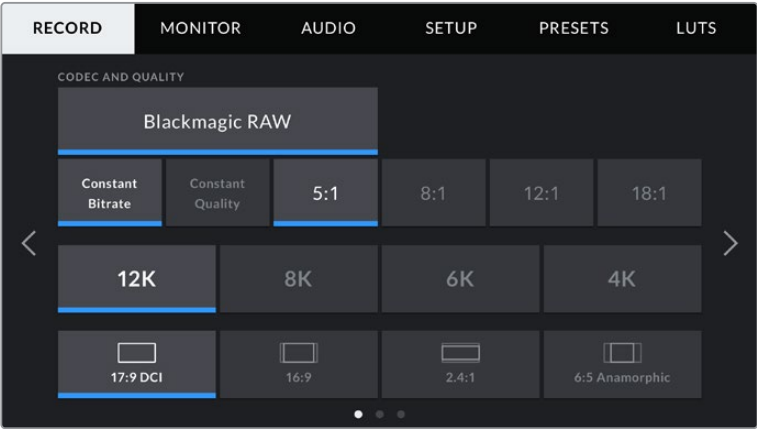 RECORD MONITOR AUDIO SETUP PRESETS LUTS
CODEC AND QUALITY
Blackmagic RAW
Constant Bitrate Constant Quality 5:1 8:1 12:1 18:1
12K 8K 6K 4K
17:9 DCI 16:9 2.4:1 6:5 Anamorphic